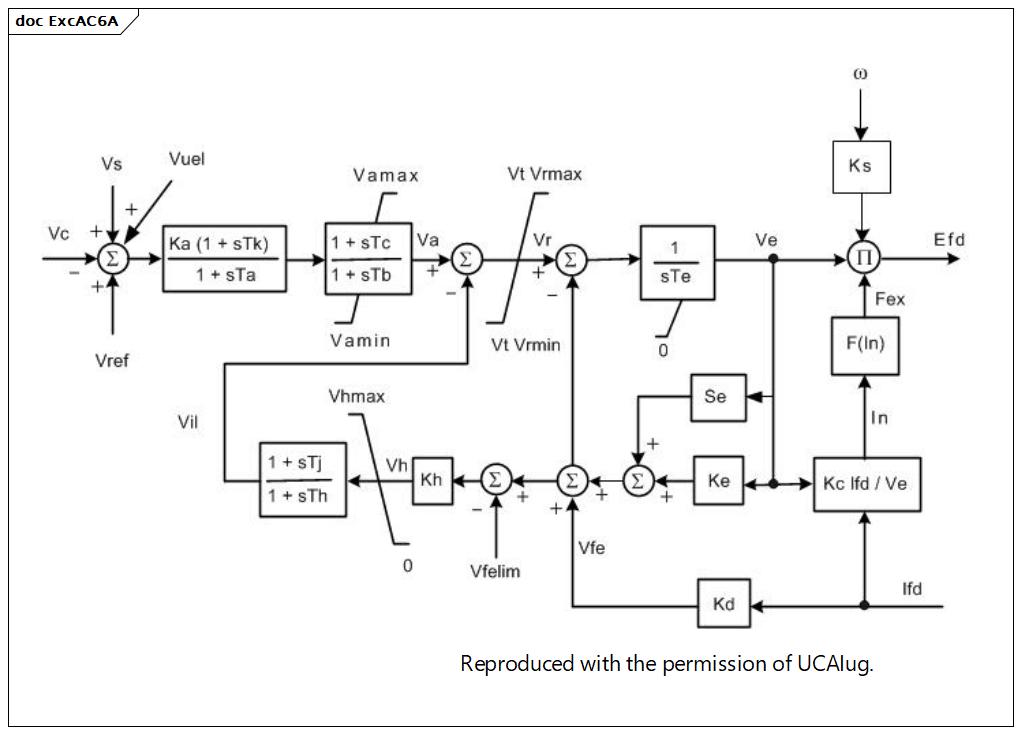 doc ExcAC6A
ω
Ks
Vs
Vuel
Vamax
Vt Vrmax
Vc
+
+
−
+
Σ
Ka (1 + sTk)
1 + sTa
1 + sTc
1 + sTb
Va
+
−
Σ
Vr
+
−
Σ
1
sTe
Ve
Π
Efd
Vref
Vamin
Vt Vrmin
0
Fex
F(In)
In
Vil
Vhmax
Se
+
1 + sTj
1 + sTh
Vh
Kh
Σ
−
+
Σ
+
+
Σ
+
Ke
Kc Ifd / Ve
0
Vfelim
Vfe
Kd
Ifd
Reproduced with the permission of UCAIug.